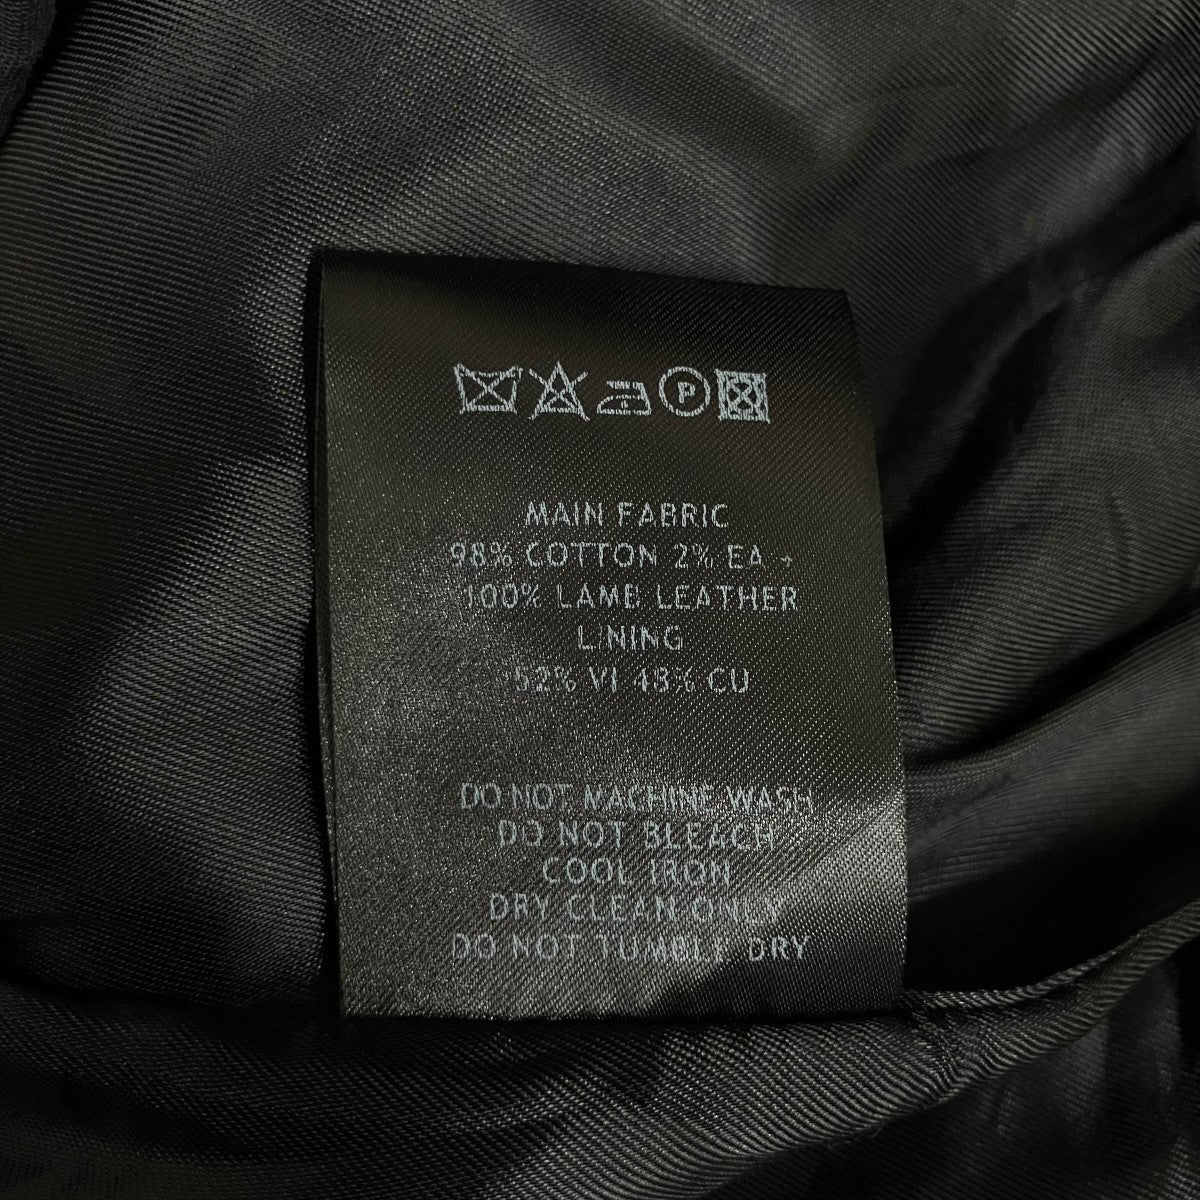 P
MAIN FABRIC
98% COTTON 2% EA +
100% LAMB LEATHER
LINING
52% VI 48% CU
DO NOT MACHINE WASH
DO NOT BLEACH
COOL IRON
DRY CLEAN ONLY
DO NOT TUMBLE DRY